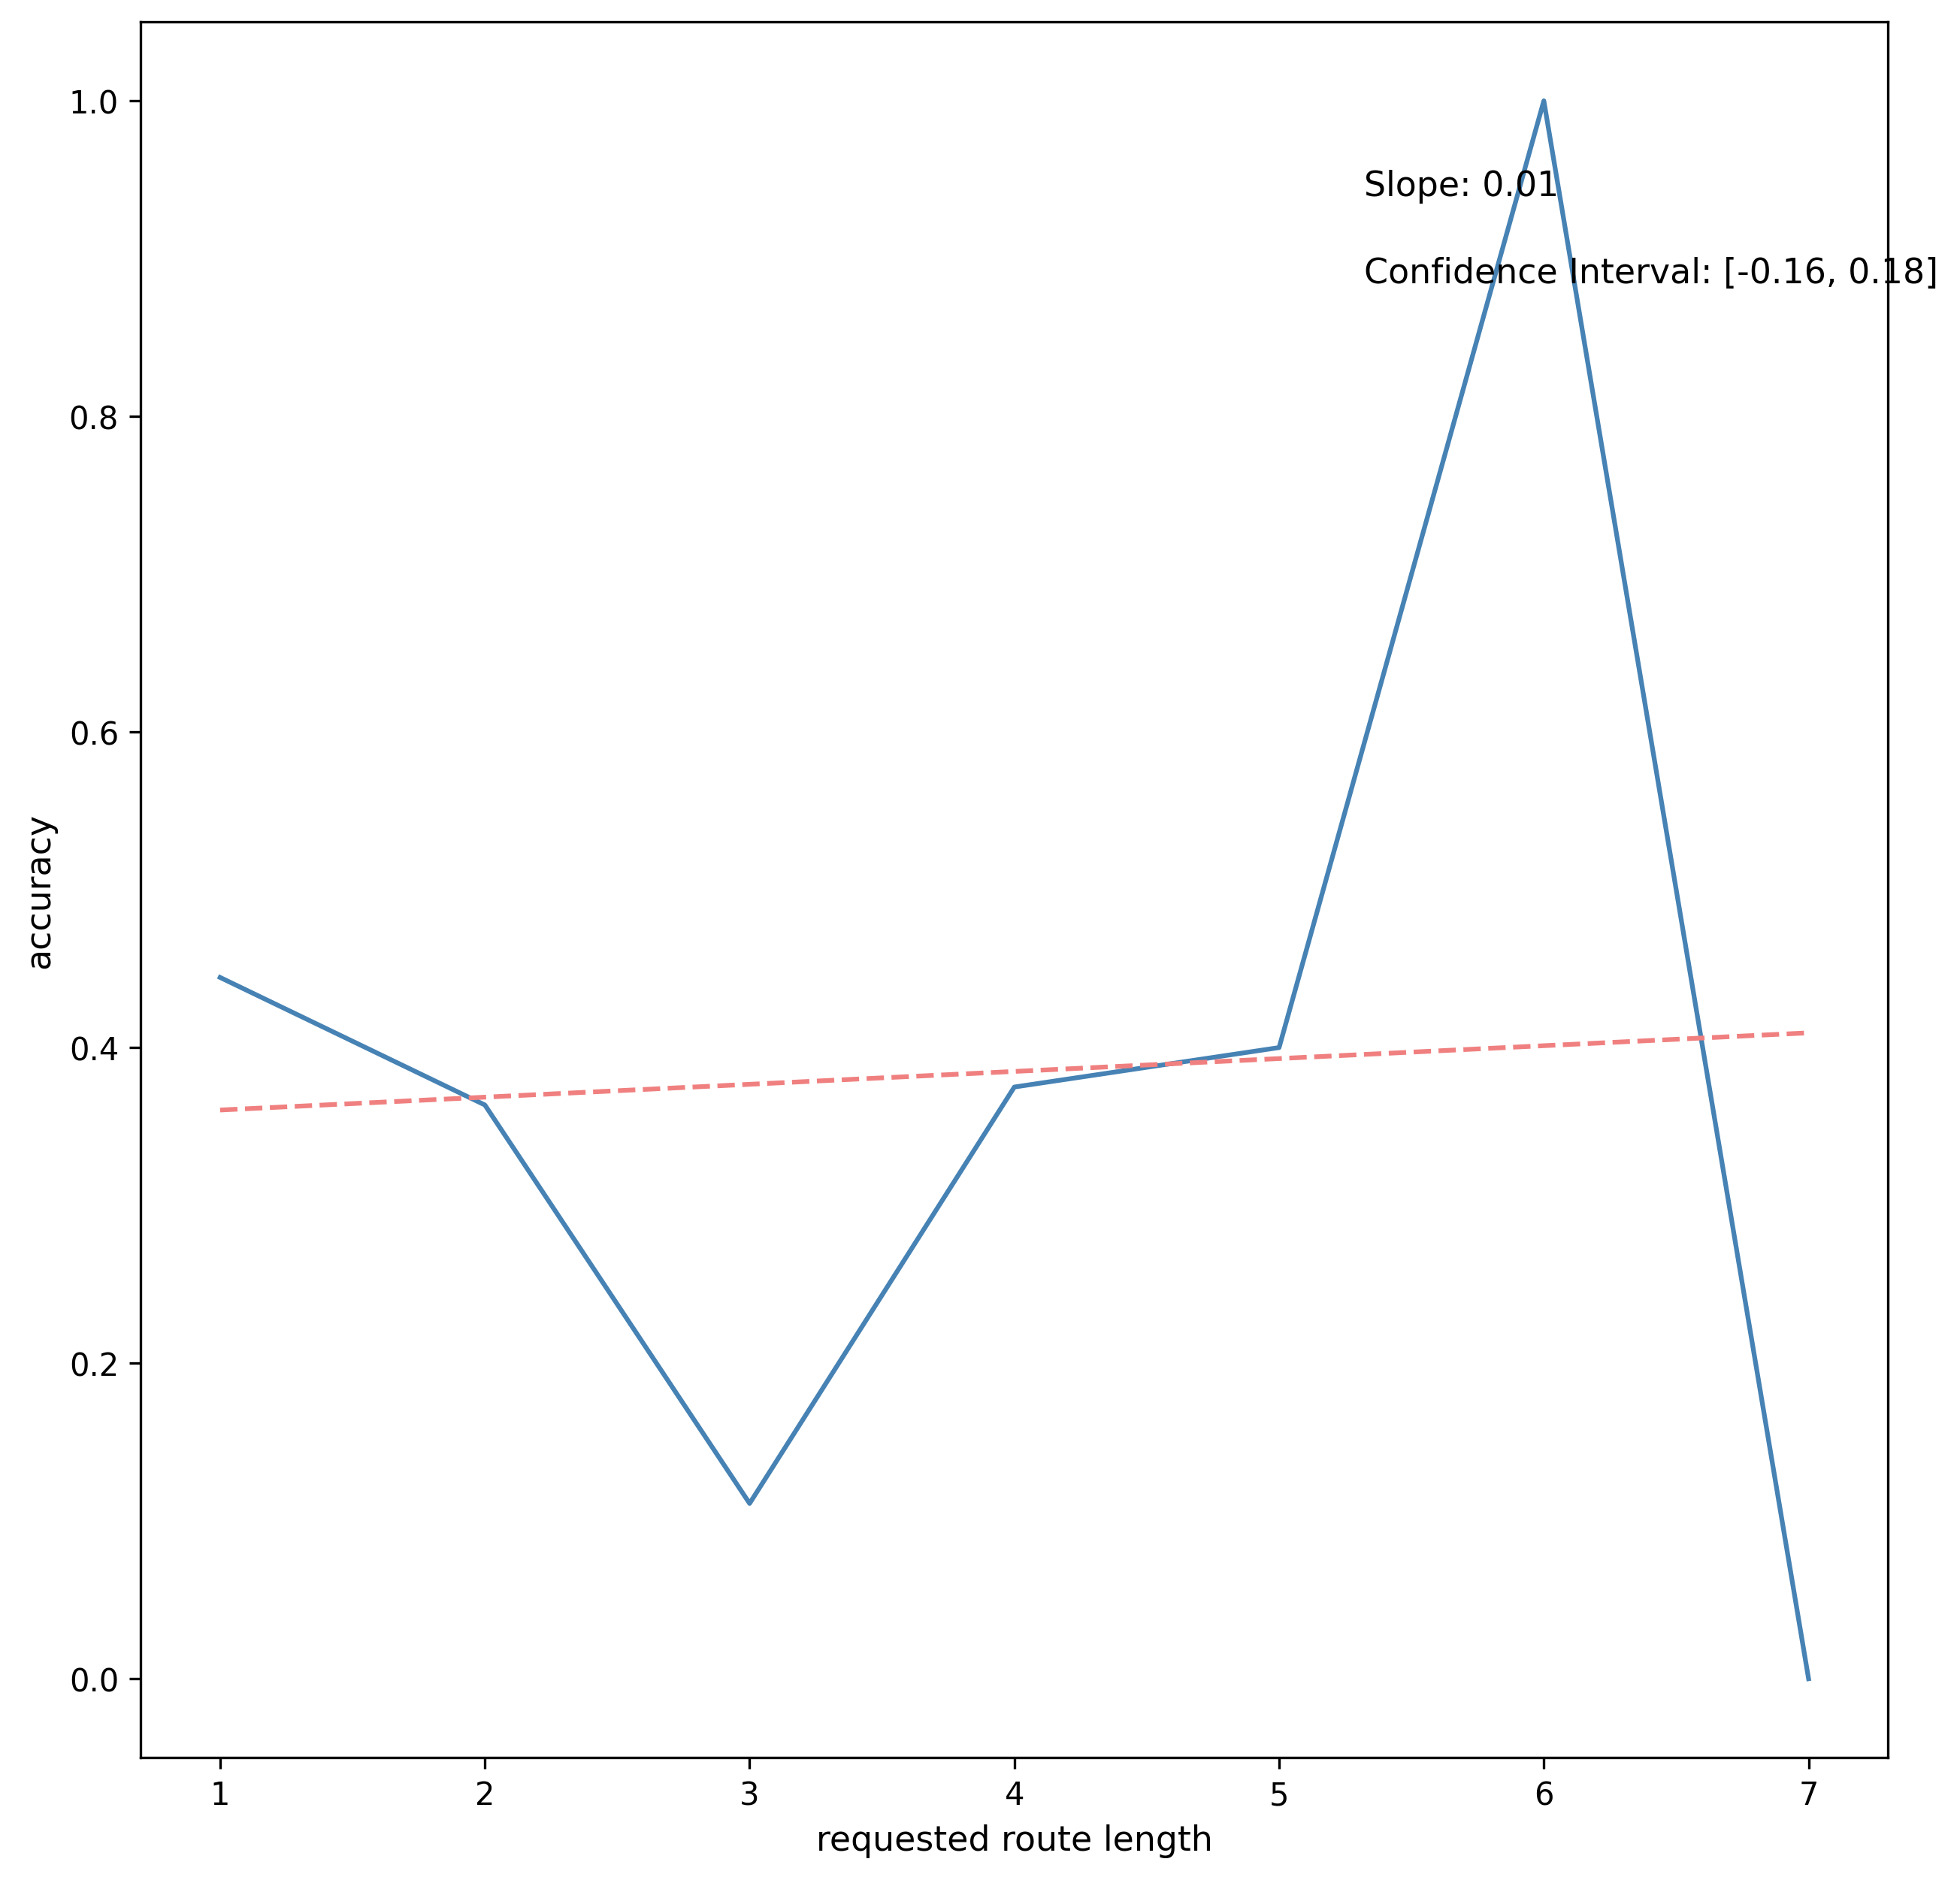 1.0
Slope: 0.01
Confidence Interval: [-0.16, 0.18]
0.8
0.6
accuracy
0.4
0.2
0.0
1 2 3 4 5 6 7
requested route length